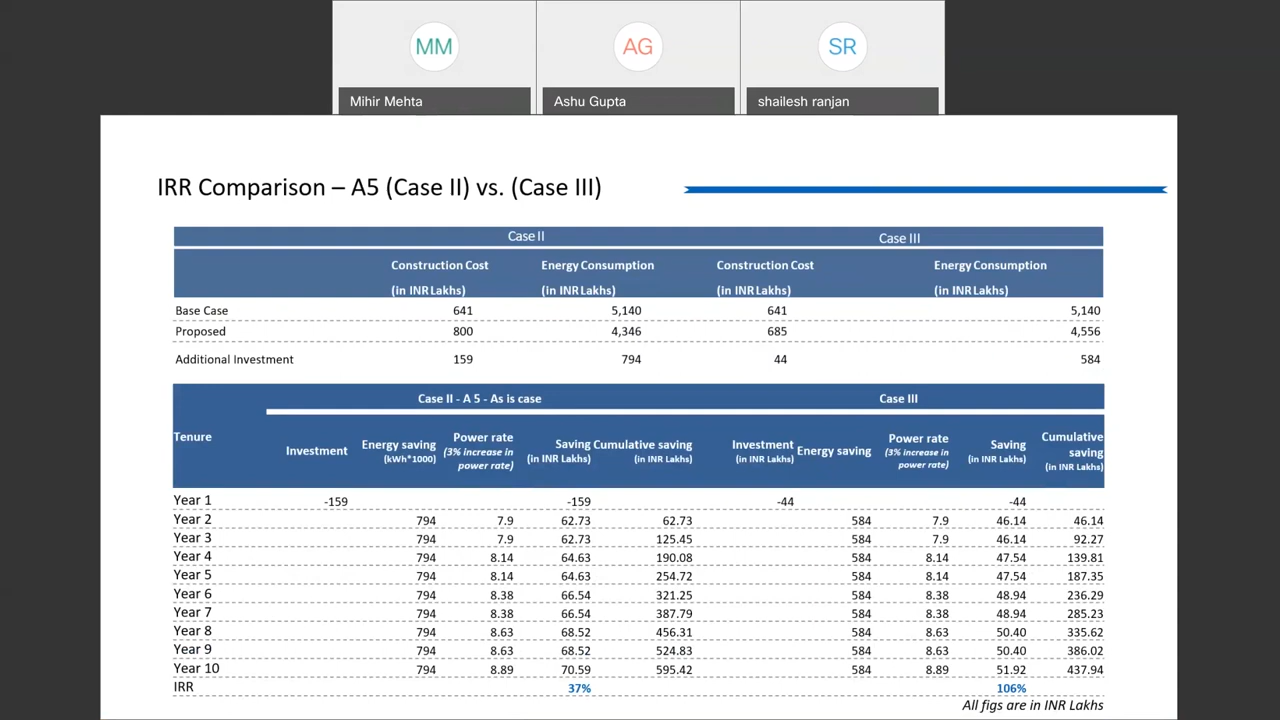 MM AG SR
Mihir Mehta Ashu Gupta shailesh ranjan
IRR Comparison – A5 (Case II) vs. (Case III)
Case II Case III
Construction Cost Energy Consumption Construction Cost Energy Consumption
(in INR Lakhs) (in INR Lakhs) (in INR Lakhs) (in INR Lakhs)
Base Case 641 5,140 641 5,140
Proposed 800 4,346 685 4,556
Additional Investment 159 794 44 584
Case II - A 5 - As is case Case III
Tenure Investment Energy saving (kWh*1000) Power rate (3% increase in power rate) Saving (in INR Lakhs) Cumulative saving (in INR Lakhs) Investment (in INR Lakhs) Energy saving Power rate (3% increase in power rate) Saving (in INR Lakhs) Cumulative saving (in INR Lakhs)
Year 1 -159 -159 -44 -44
Year 2 794 7.9 62.73 62.73 584 7.9 46.14 46.14
Year 3 794 7.9 62.73 125.45 584 7.9 46.14 92.27
Year 4 794 8.14 64.63 190.08 584 8.14 47.54 139.81
Year 5 794 8.14 64.63 254.72 584 8.14 47.54 187.35
Year 6 794 8.38 66.54 321.25 584 8.38 48.94 236.29
Year 7 794 8.38 66.54 387.79 584 8.38 48.94 285.23
Year 8 794 8.63 68.52 456.31 584 8.63 50.40 335.62
Year 9 794 8.63 68.52 524.83 584 8.63 50.40 386.02
Year 10 794 8.89 70.59 595.42 584 8.89 51.92 437.94
IRR 37% 106%
All figs are in INR Lakhs